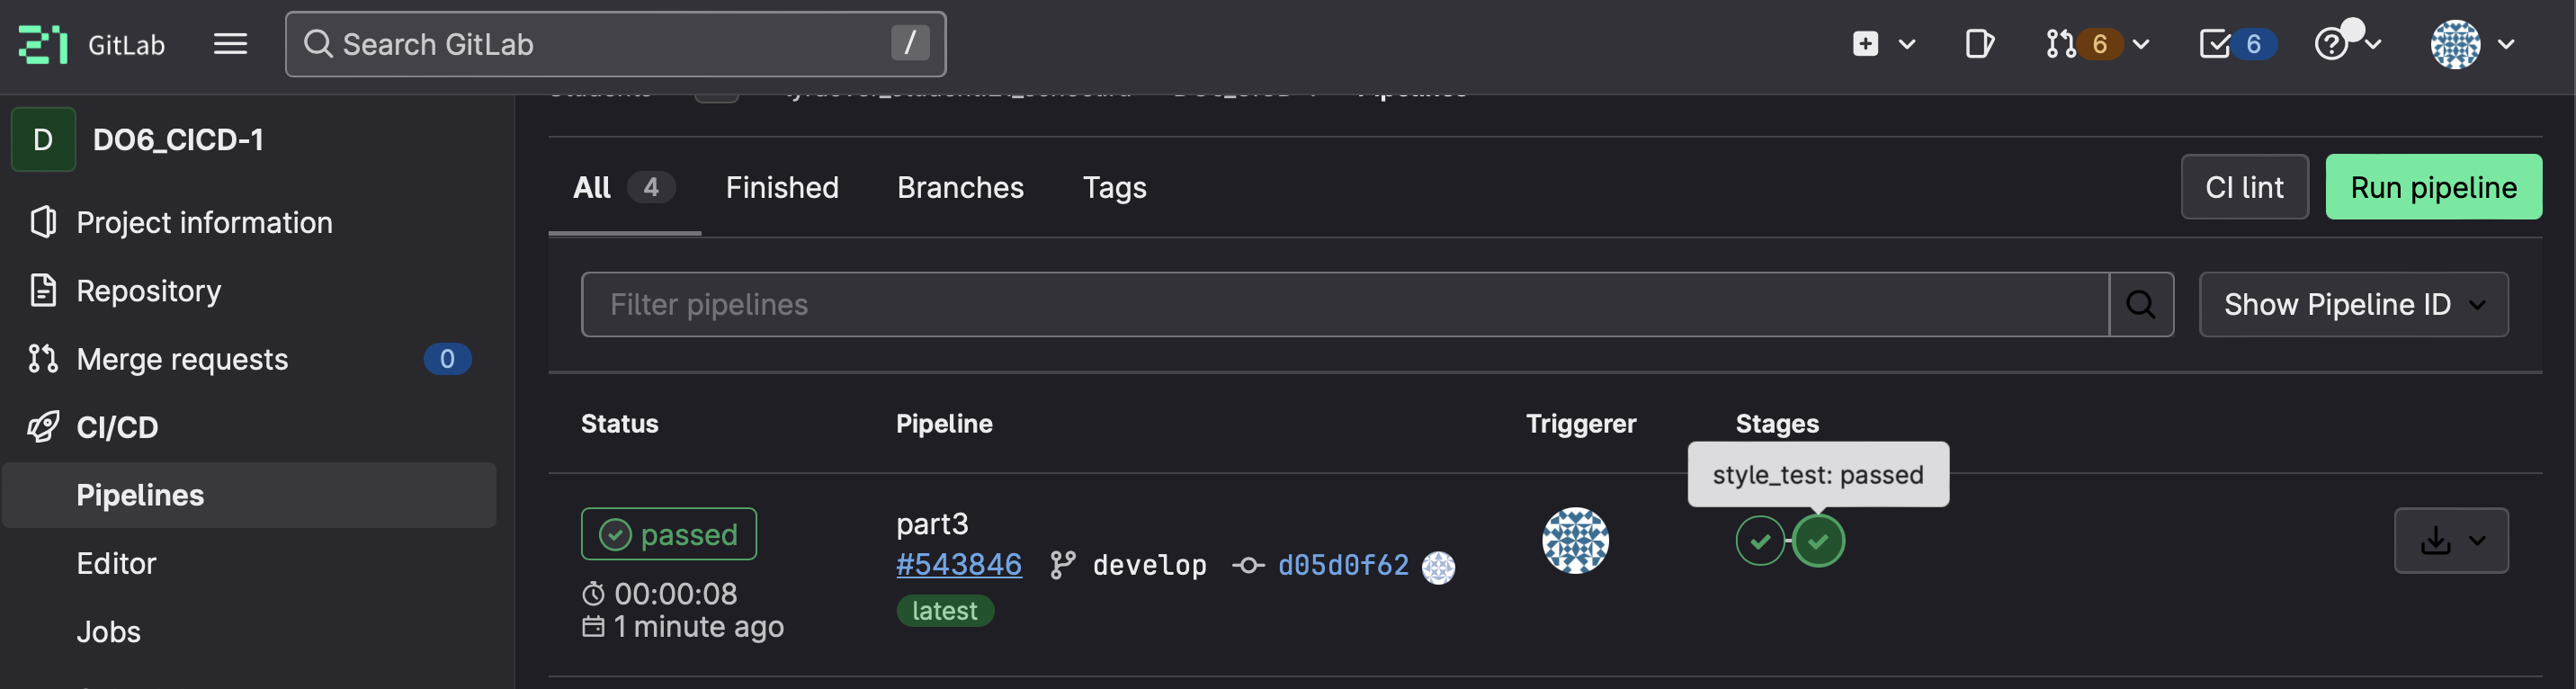 21 GitLab Search GitLab / 6 6
D DO6_CICD-1
Project information
Repository
Merge requests 0
CI/CD
Pipelines
Editor
Jobs
Pipelines
All 4 Finished Branches Tags CI lint Run pipeline
Filter pipelines Show Pipeline ID
Status Pipeline Triggerer Stages
style_test: passed
passed
00:00:08
1 minute ago
part3
#543846 develop d05d0f62
latest